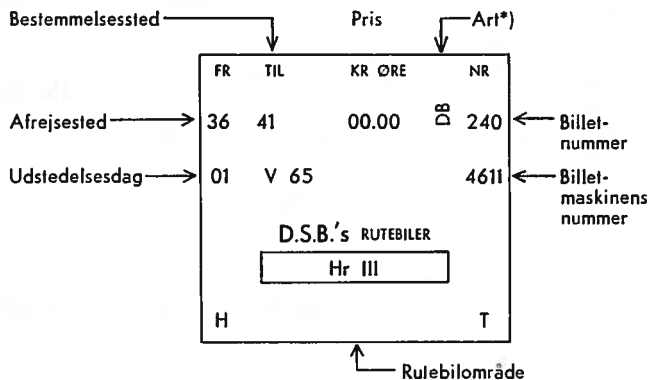 Bestemmelsessted Pris Art*)
FR TIL KR ØRE NR
Afrejsested 36 41 00.00 DB 240 Billet-
nummer
Udstedelsesdag 01 V 65 4611 Billet-
maskinens
nummer
D.S.B.'s RUTEBILER
Hr III
H T
Rutebilområde